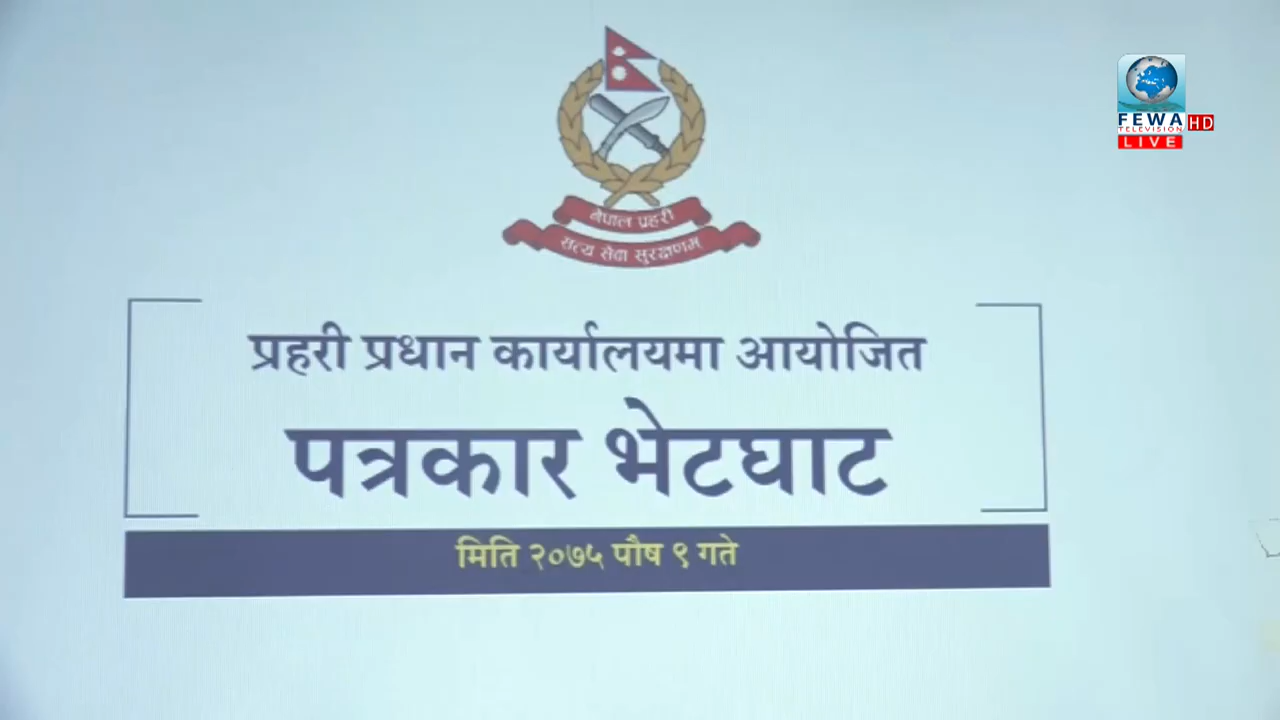 FEWA
TELEVISION HD
LIVE
नेपाल प्रहरी
सत्य सेवा सुरक्षणम्
प्रहरी प्रधान कार्यालयमा आयोजित
पत्रकार भेटघाट
मिति २०७५ पौष ९ गते